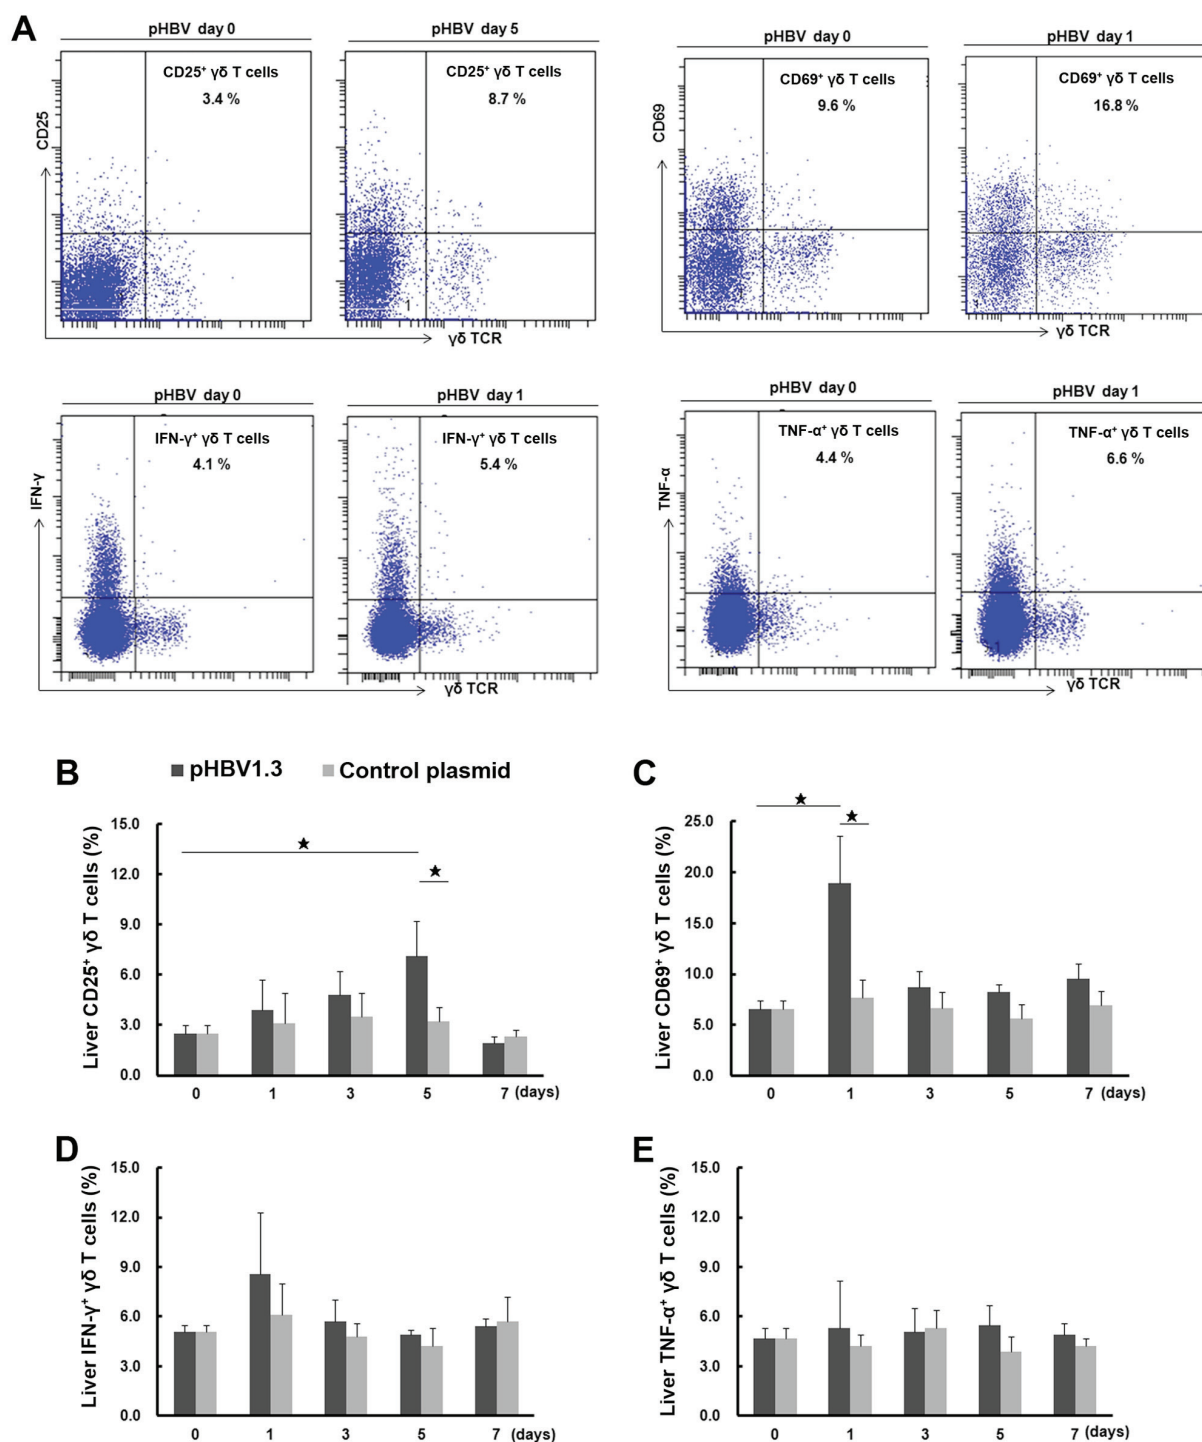 A
pHBV day 0
pHBV day 5
pHBV day 0
pHBV day 1
CD25⁺ γδ T cells
3.4 %
CD25⁺ γδ T cells
8.7 %
CD69⁺ γδ T cells
9.6 %
CD69⁺ γδ T cells
16.8 %
CD25
CD69
1
γδ TCR
γδ TCR
pHBV day 0
pHBV day 1
pHBV day 0
pHBV day 1
IFN-γ⁺ γδ T cells
4.1 %
IFN-γ⁺ γδ T cells
5.4 %
TNF-α⁺ γδ T cells
4.4 %
TNF-α⁺ γδ T cells
6.6 %
IFN-γ
TNF-α
γδ TCR
γδ TCR
B
pHBV1.3
Control plasmid
Liver CD25⁺ γδ T cells (%)
15.0
12.0
9.0
6.0
3.0
0.0
0 1 3 5 7 (days)
C
Liver CD69⁺ γδ T cells (%)
25.0
20.0
15.0
10.0
5.0
0.0
0 1 3 5 7 (days)
D
Liver IFN-γ⁺ γδ T cells (%)
15.0
12.0
9.0
6.0
3.0
0.0
0 1 3 5 7 (days)
E
Liver TNF-α⁺ γδ T cells (%)
15.0
12.0
9.0
6.0
3.0
0.0
0 1 3 5 7 (days)